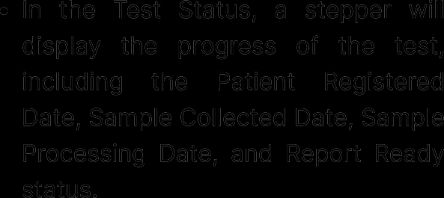 • In the Test Status, a stepper will
display the progress of the test,
including the Patient Registered
Date, Sample Collected Date, Sample
Processing Date, and Report Ready
status.